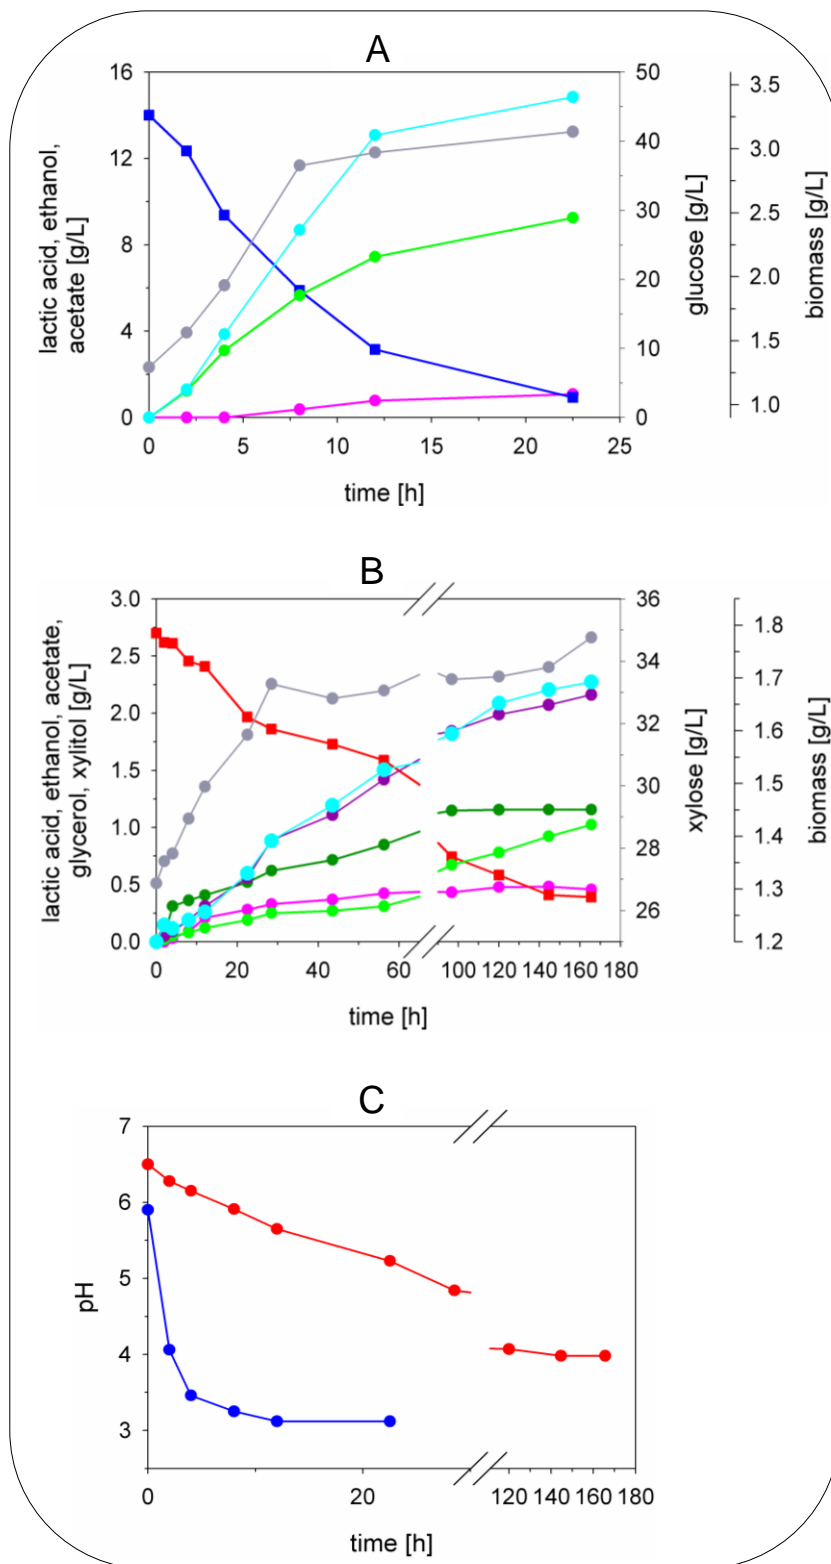 A
16
12
8
4
0
lactic acid, ethanol,
acetate [g/L]
50
40
30
20
10
0
glucose [g/L]
3.5
3.0
2.5
2.0
1.5
1.0
biomass [g/L]
0 5 10 15 20 25
time [h]
B
3.0
2.5
2.0
1.5
1.0
0.5
0.0
lactic acid, ethanol, acetate,
glycerol, xylitol [g/L]
36
34
32
30
28
26
xylose [g/L]
1.8
1.7
1.6
1.5
1.4
1.3
1.2
biomass [g/L]
0 20 40 60 100 120 140 160 180
time [h]
C
7
6
5
4
3
pH
0 20 120 140 160 180
time [h]